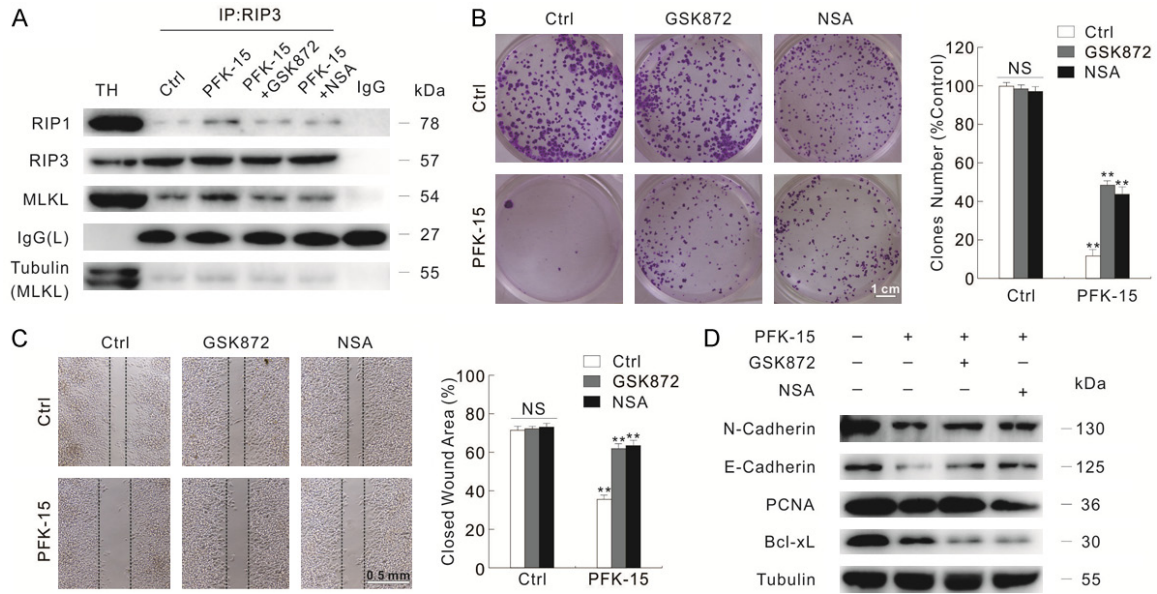 A
IP:RIP3
TH Ctrl PFK-15 PFK-15 +GSK872 PFK-15 +NSA IgG kDa
RIP1 — 78
RIP3 — 57
MLKL — 54
IgG(L) — 27
Tubulin — 55
(MLKL)
B
Ctrl GSK872 NSA
Ctrl
PFK-15
1 cm
Clones Number (%Control)
120
100
80
60
40
20
0
Ctrl
GSK872
NSA
NS
** ** **
Ctrl PFK-15
C
Ctrl GSK872 NSA
Ctrl
PFK-15
0.5 mm
Closed Wound Area (%)
100
80
60
40
20
0
Ctrl
GSK872
NSA
NS
** ** **
Ctrl PFK-15
D
PFK-15 − + + +
GSK872 − − + −
NSA − − − +
kDa
N-Cadherin — 130
E-Cadherin — 125
PCNA — 36
Bcl-xL — 30
Tubulin — 55